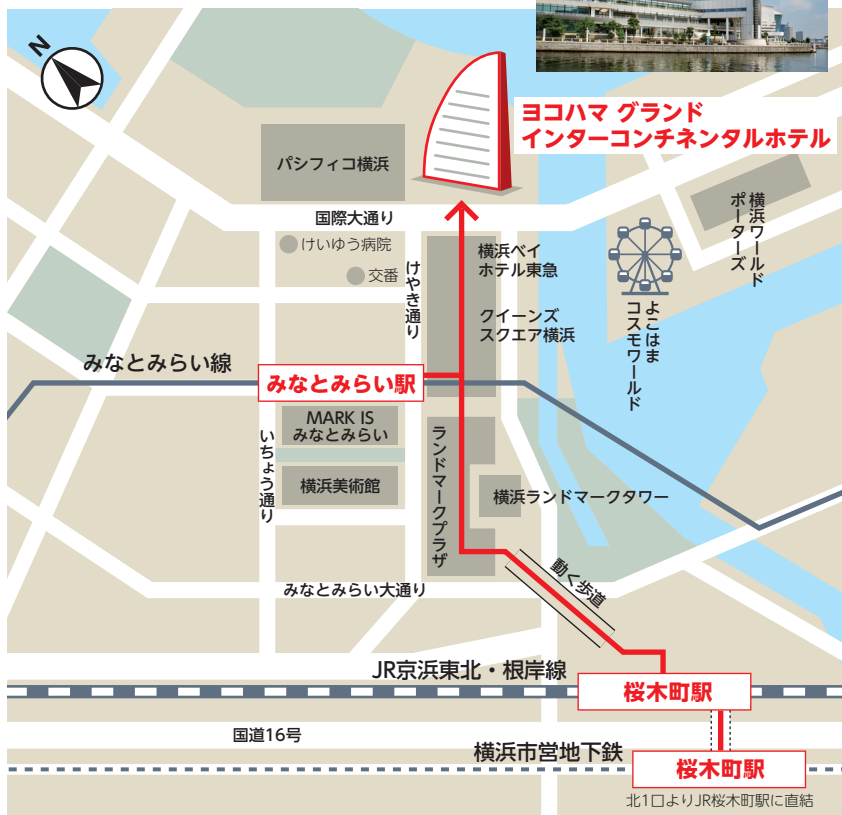 N
ヨコハマ グランド
インターコンチネンタルホテル
パシフィコ横浜
国際大通り
けいゆう病院
交番
けやき通り
横浜ベイ
ホテル東急
クイーンズ
スクエア横浜
横浜ワールド
ポーターズ
よこはま
コスモワールド
みなとみらい線
みなとみらい駅
MARK IS
みなとみらい
いちょう通り
横浜美術館
ランドマークプラザ
横浜ランドマークタワー
みなとみらい大通り
動く歩道
JR京浜東北・根岸線
桜木町駅
国道16号
横浜市営地下鉄
桜木町駅
北1口よりJR桜木町駅に直結